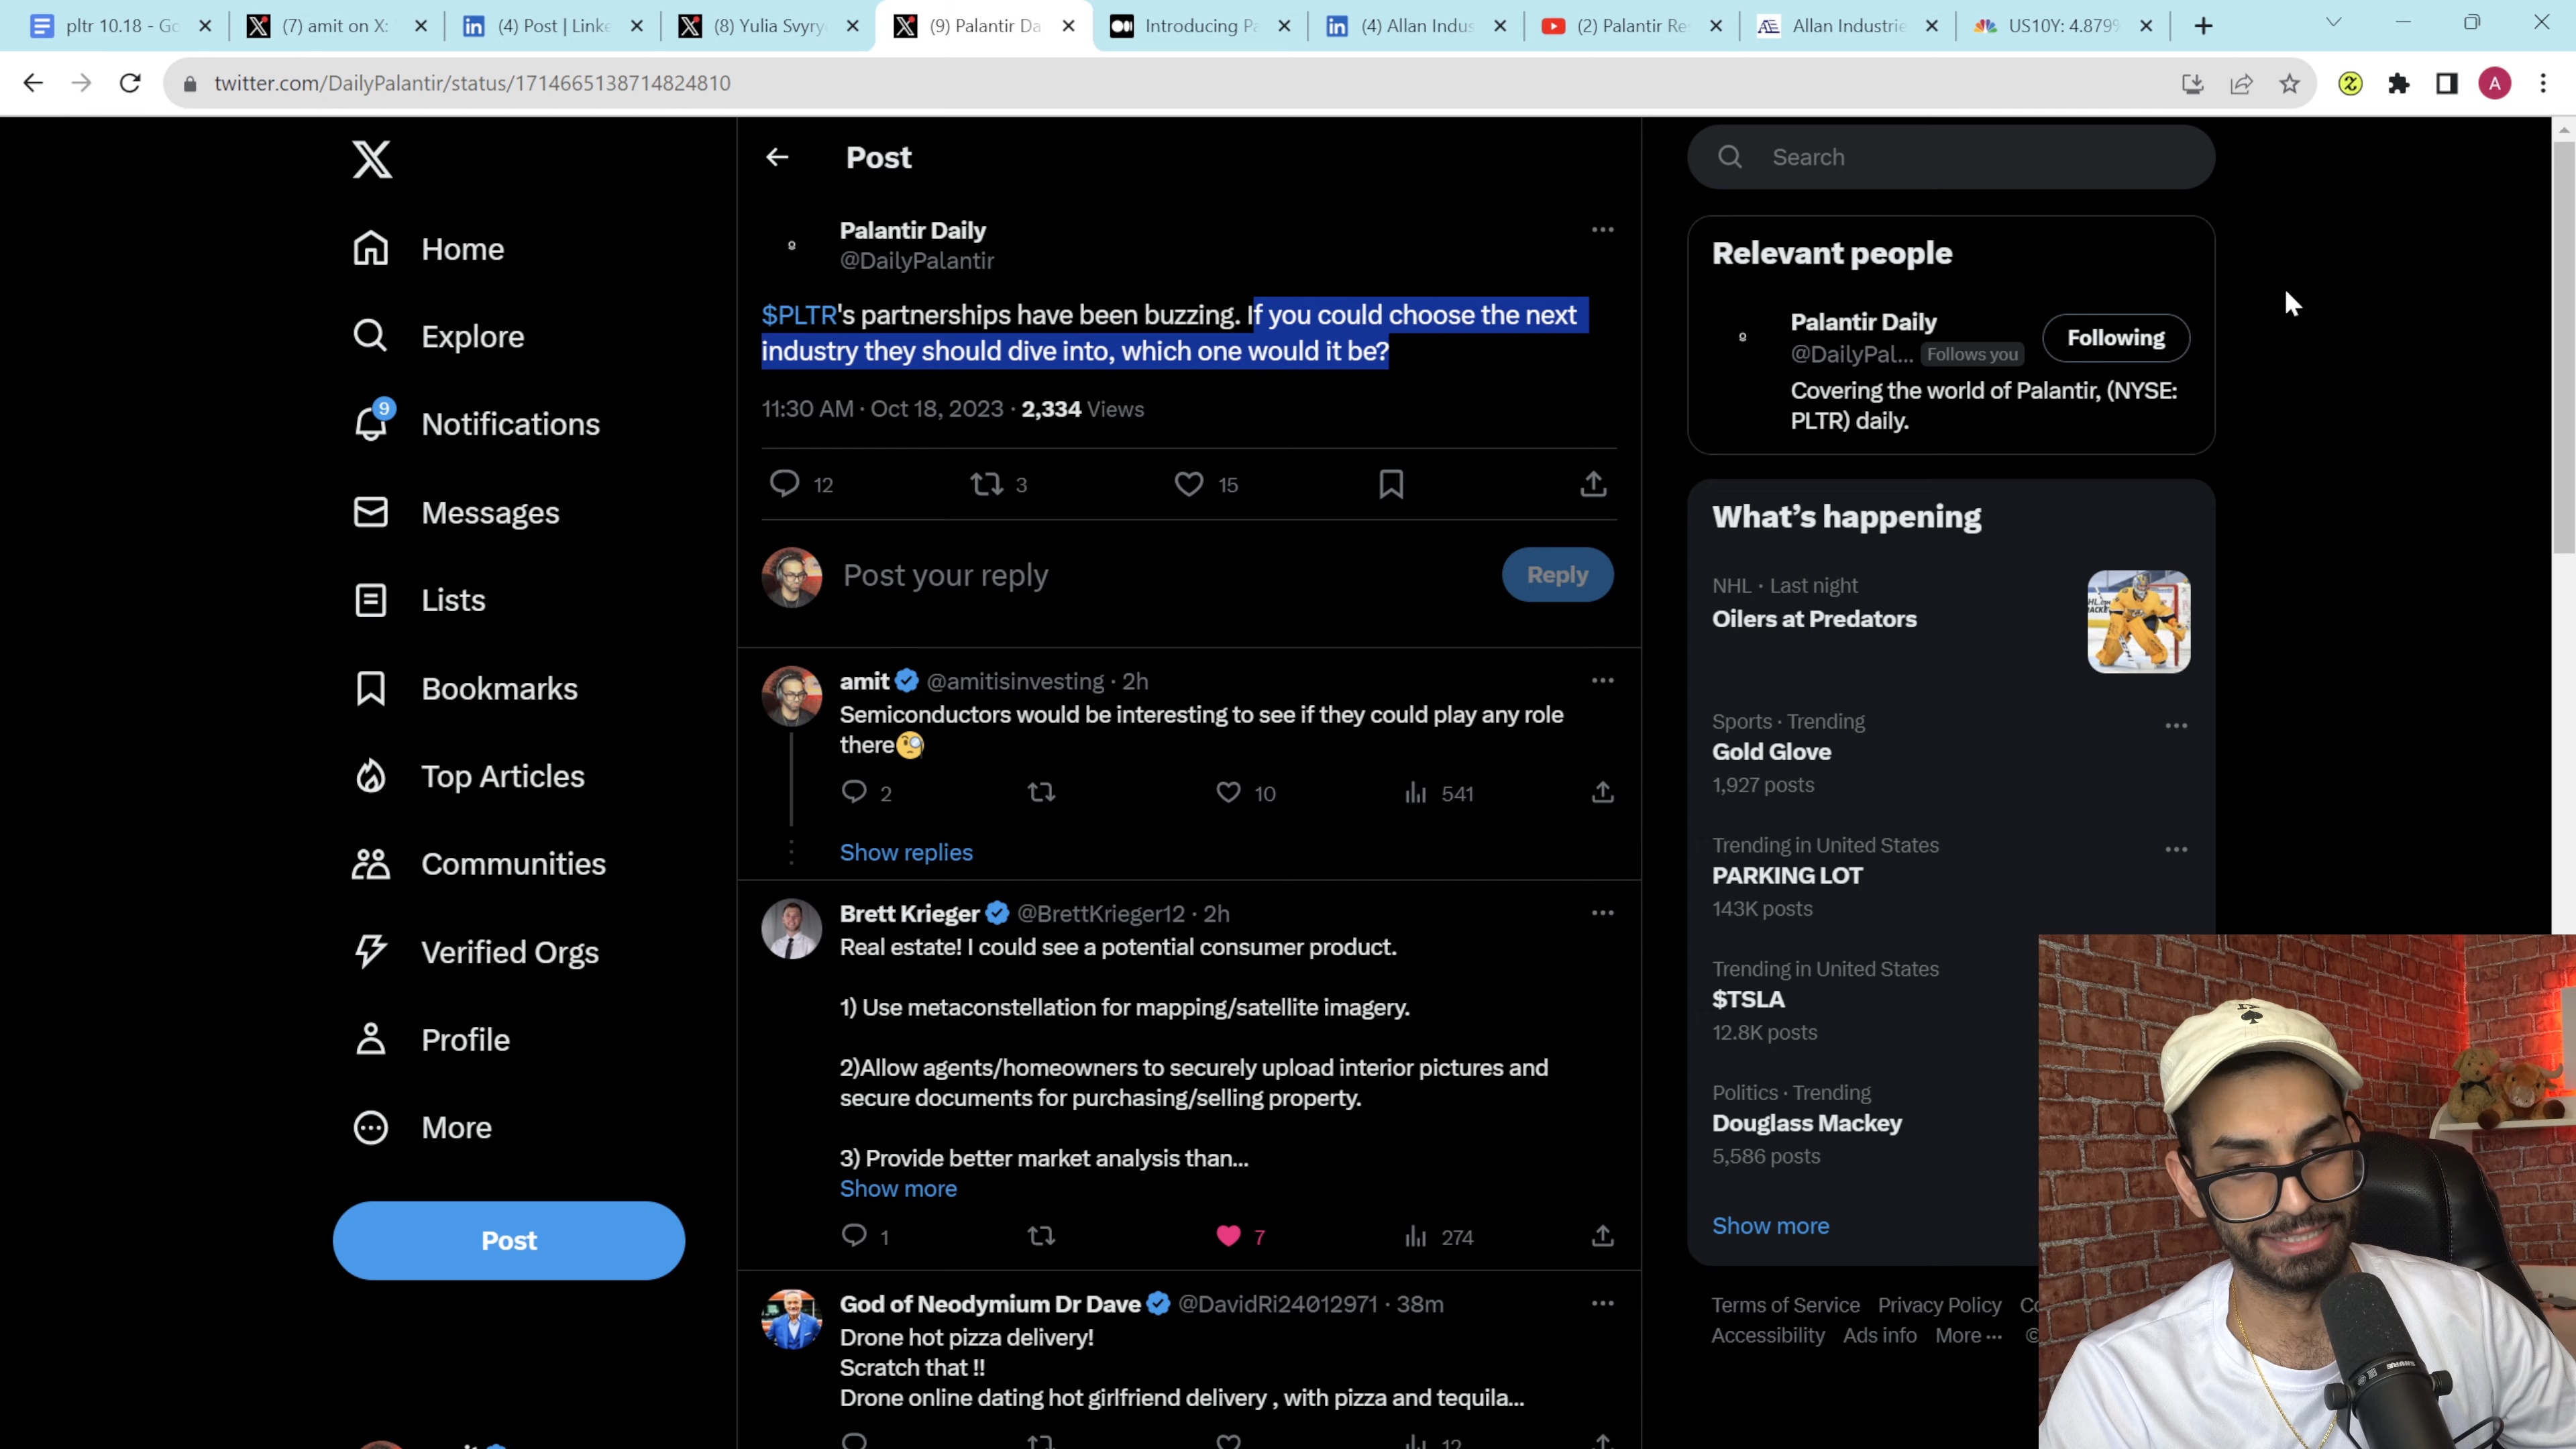 pltr 10.18 - Go
(7) amit on X:
(4) Post | Linke
(8) Yulia Svyry
(9) Palantir Da
Introducing Pa
(4) Allan Indus
(2) Palantir Re
Allan Industrie
US10Y: 4.879%
twitter.com/DailyPalantir/status/1714665138714824810
A
Home
Explore
9
Notifications
Messages
Lists
Bookmarks
Top Articles
Communities
Verified Orgs
Profile
More
Post
Post
Palantir Daily
@DailyPalantir
$PLTR's partnerships have been buzzing. If you could choose the next
industry they should dive into, which one would it be?
11:30 AM · Oct 18, 2023 · 2,334 Views
12 3 15
Post your reply
Reply
amit @amitisinvesting · 2h
Semiconductors would be interesting to see if they could play any role
there🧐
2 10 541
Show replies
Brett Krieger @BrettKrieger12 · 2h
Real estate! I could see a potential consumer product.
1) Use metaconstellation for mapping/satellite imagery.
2)Allow agents/homeowners to securely upload interior pictures and
secure documents for purchasing/selling property.
3) Provide better market analysis than...
Show more
1 7 274
God of Neodymium Dr Dave @DavidRi24012971 · 38m
Drone hot pizza delivery!
Scratch that !!
Drone online dating hot girlfriend delivery , with pizza and tequila...
12
Search
Relevant people
Palantir Daily
@DailyPal... Follows you
Following
Covering the world of Palantir, (NYSE:
PLTR) daily.
What's happening
NHL · Last night
Oilers at Predators
Sports · Trending
Gold Glove
1,927 posts
Trending in United States
PARKING LOT
143K posts
Trending in United States
$TSLA
12.8K posts
Politics · Trending
Douglass Mackey
5,586 posts
Show more
Terms of Service Privacy Policy
Accessibility Ads info More ··· ©